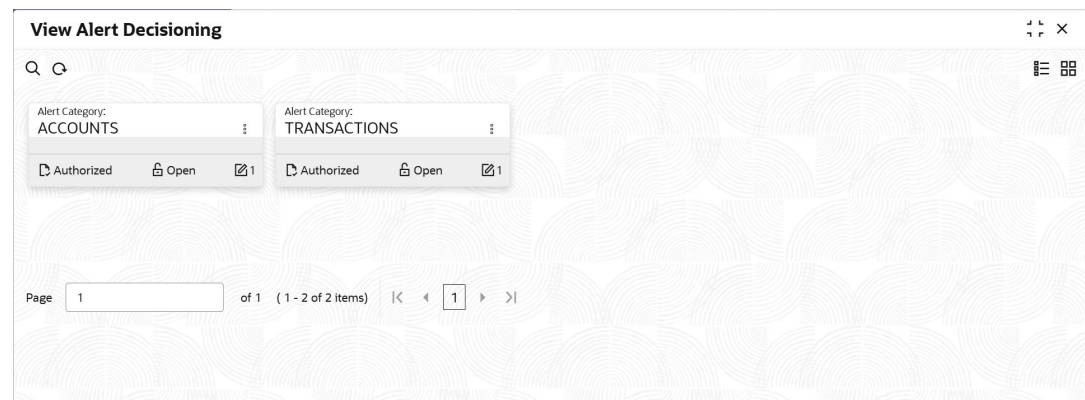 View Alert Decisioning
Alert Category:
ACCOUNTS
Authorized Open 1
Alert Category:
TRANSACTIONS
Authorized Open 1
Page 1 of 1 ( 1 - 2 of 2 items) 1